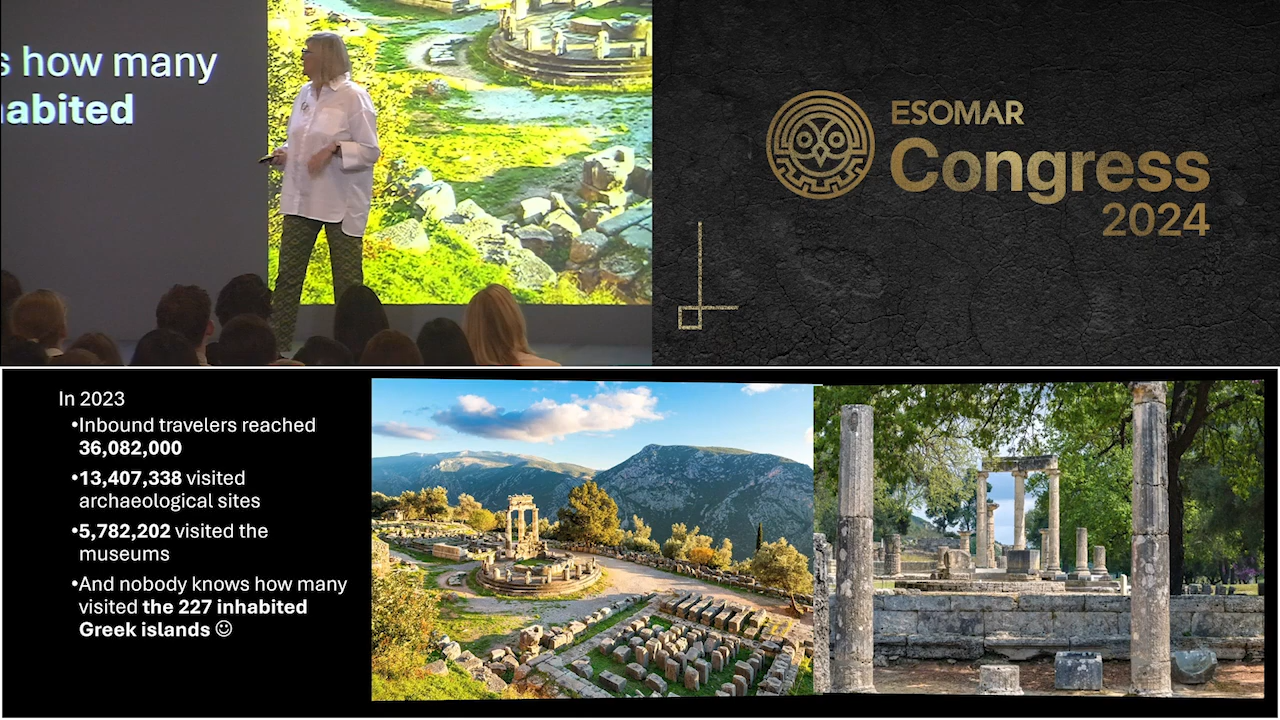 s how many
abited
ESOMAR
Congress
2024
In 2023
•Inbound travelers reached
36,082,000
•13,407,338 visited
archaeological sites
•5,782,202 visited the
museums
•And nobody knows how many
visited the 227 inhabited
Greek islands ☺